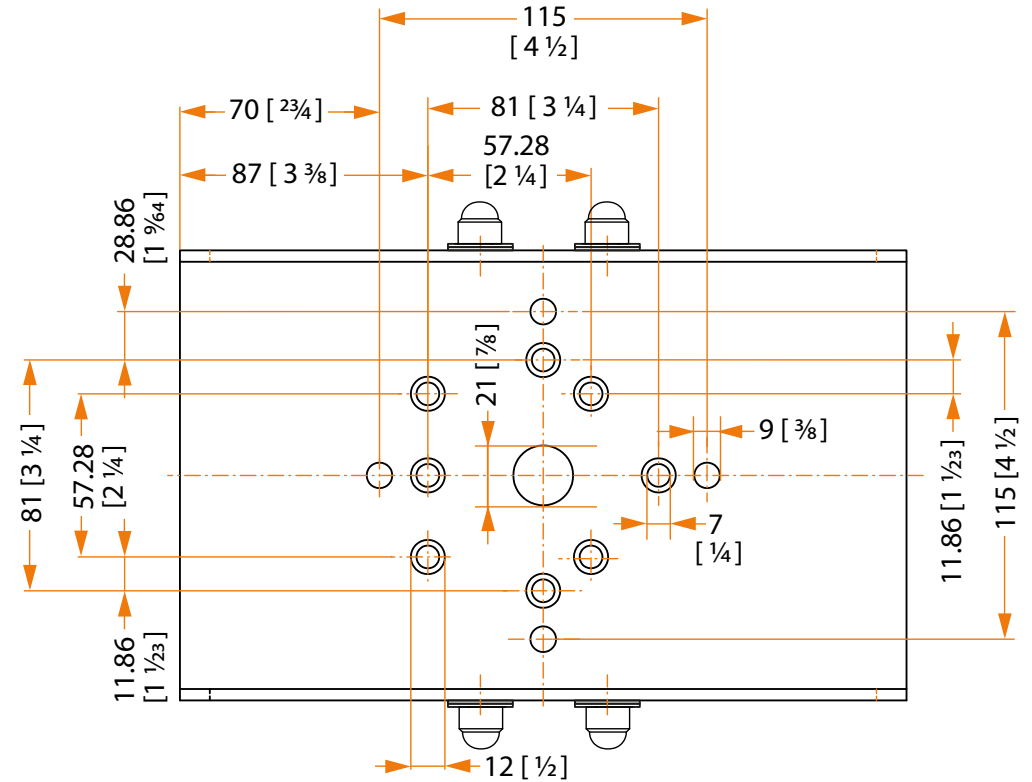 115
[ 4 ½ ]
70 [ ²¾ ]
81 [ 3 ¼ ]
57.28
[2 ¼ ]
87 [ 3 ⅜ ]
28.86
[1 ⁹⁄₆₄]
21 [ ⅞ ]
9 [ ⅜ ]
81 [3 ¼ ]
57.28
[2 ¼ ]
11.86 [1 ¹⁄₂₃]
115 [4 ½ ]
7
[ ¼]
11.86
[1 ¹⁄₂₃]
12 [ ½ ]